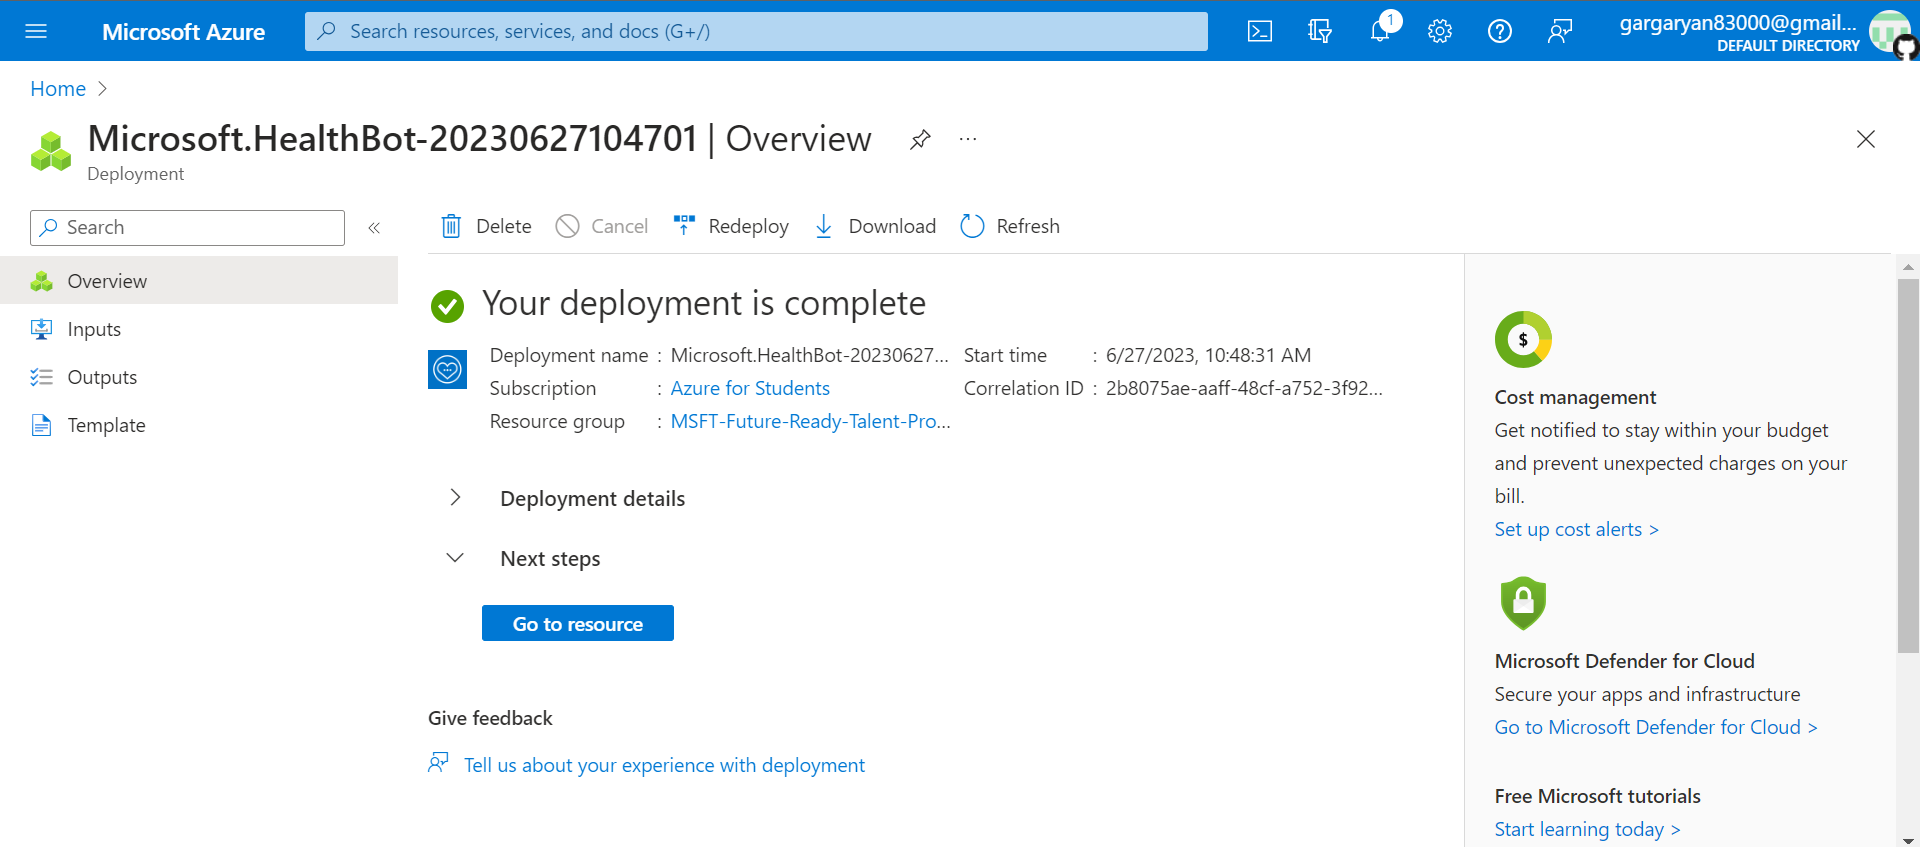 Microsoft Azure
Search resources, services, and docs (G+/)
1
gargaryan83000@gmail...
DEFAULT DIRECTORY
Home
Microsoft.HealthBot-20230627104701 | Overview
Deployment
Search
Overview
Inputs
Outputs
Template
Delete
Cancel
Redeploy
Download
Refresh
Your deployment is complete
Deployment name : Microsoft.HealthBot-20230627...
Subscription : Azure for Students
Resource group : MSFT-Future-Ready-Talent-Pro...
Start time : 6/27/2023, 10:48:31 AM
Correlation ID : 2b8075ae-aaff-48cf-a752-3f92...
Deployment details
Next steps
Go to resource
Give feedback
Tell us about your experience with deployment
$
Cost management
Get notified to stay within your budget
and prevent unexpected charges on your
bill.
Set up cost alerts >
Microsoft Defender for Cloud
Secure your apps and infrastructure
Go to Microsoft Defender for Cloud >
Free Microsoft tutorials
Start learning today >